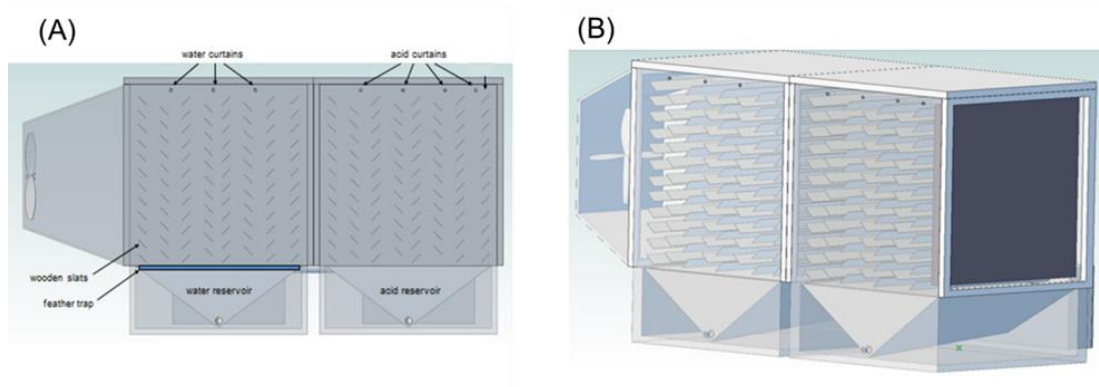 (A)
water curtains
acid curtains
wooden slats
feather trap
water reservoir
acid reservoir
(B)